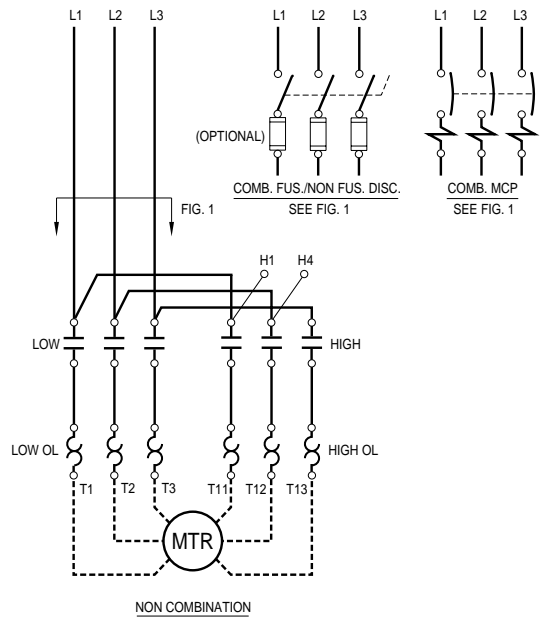 L1 L2 L3
L1 L2 L3
L1 L2 L3
(OPTIONAL)
COMB. FUS./NON FUS. DISC.
SEE FIG. 1
COMB. MCP
SEE FIG. 1
FIG. 1
H1 H4
LOW
HIGH
LOW OL
HIGH OL
T1 T2 T3 T11 T12 T13
MTR
NON COMBINATION